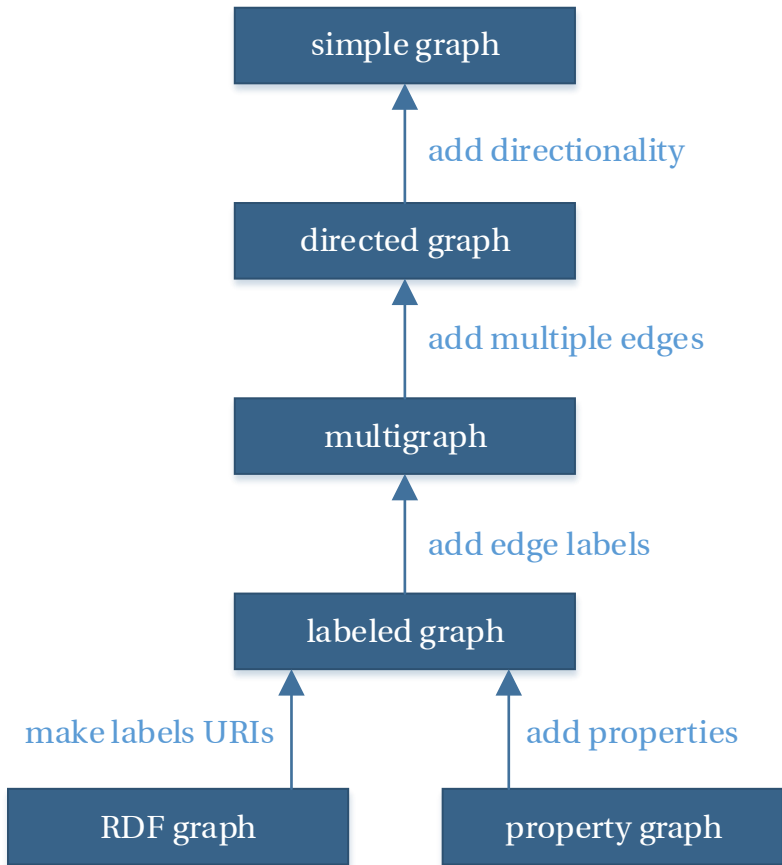 simple graph
add directionality
directed graph
add multiple edges
multigraph
add edge labels
labeled graph
make labels URIs
add properties
RDF graph
property graph